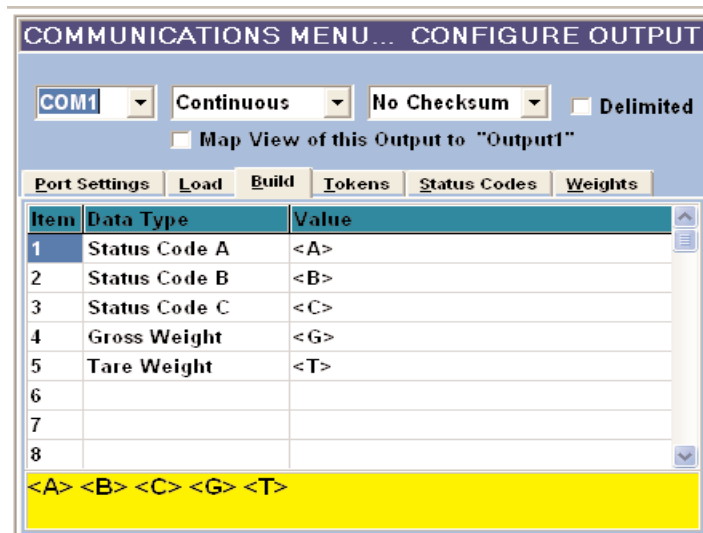 COMMUNICATIONS MENU... CONFIGURE OUTPUT
COM1 Continuous No Checksum Delimited
Map View of this Output to "Output1"
Port Settings Load Build Tokens Status Codes Weights
Item Data Type Value
1 Status Code A <A>
2 Status Code B <B>
3 Status Code C <C>
4 Gross Weight <G>
5 Tare Weight <T>
6
7
8
<A> <B> <C> <G> <T>